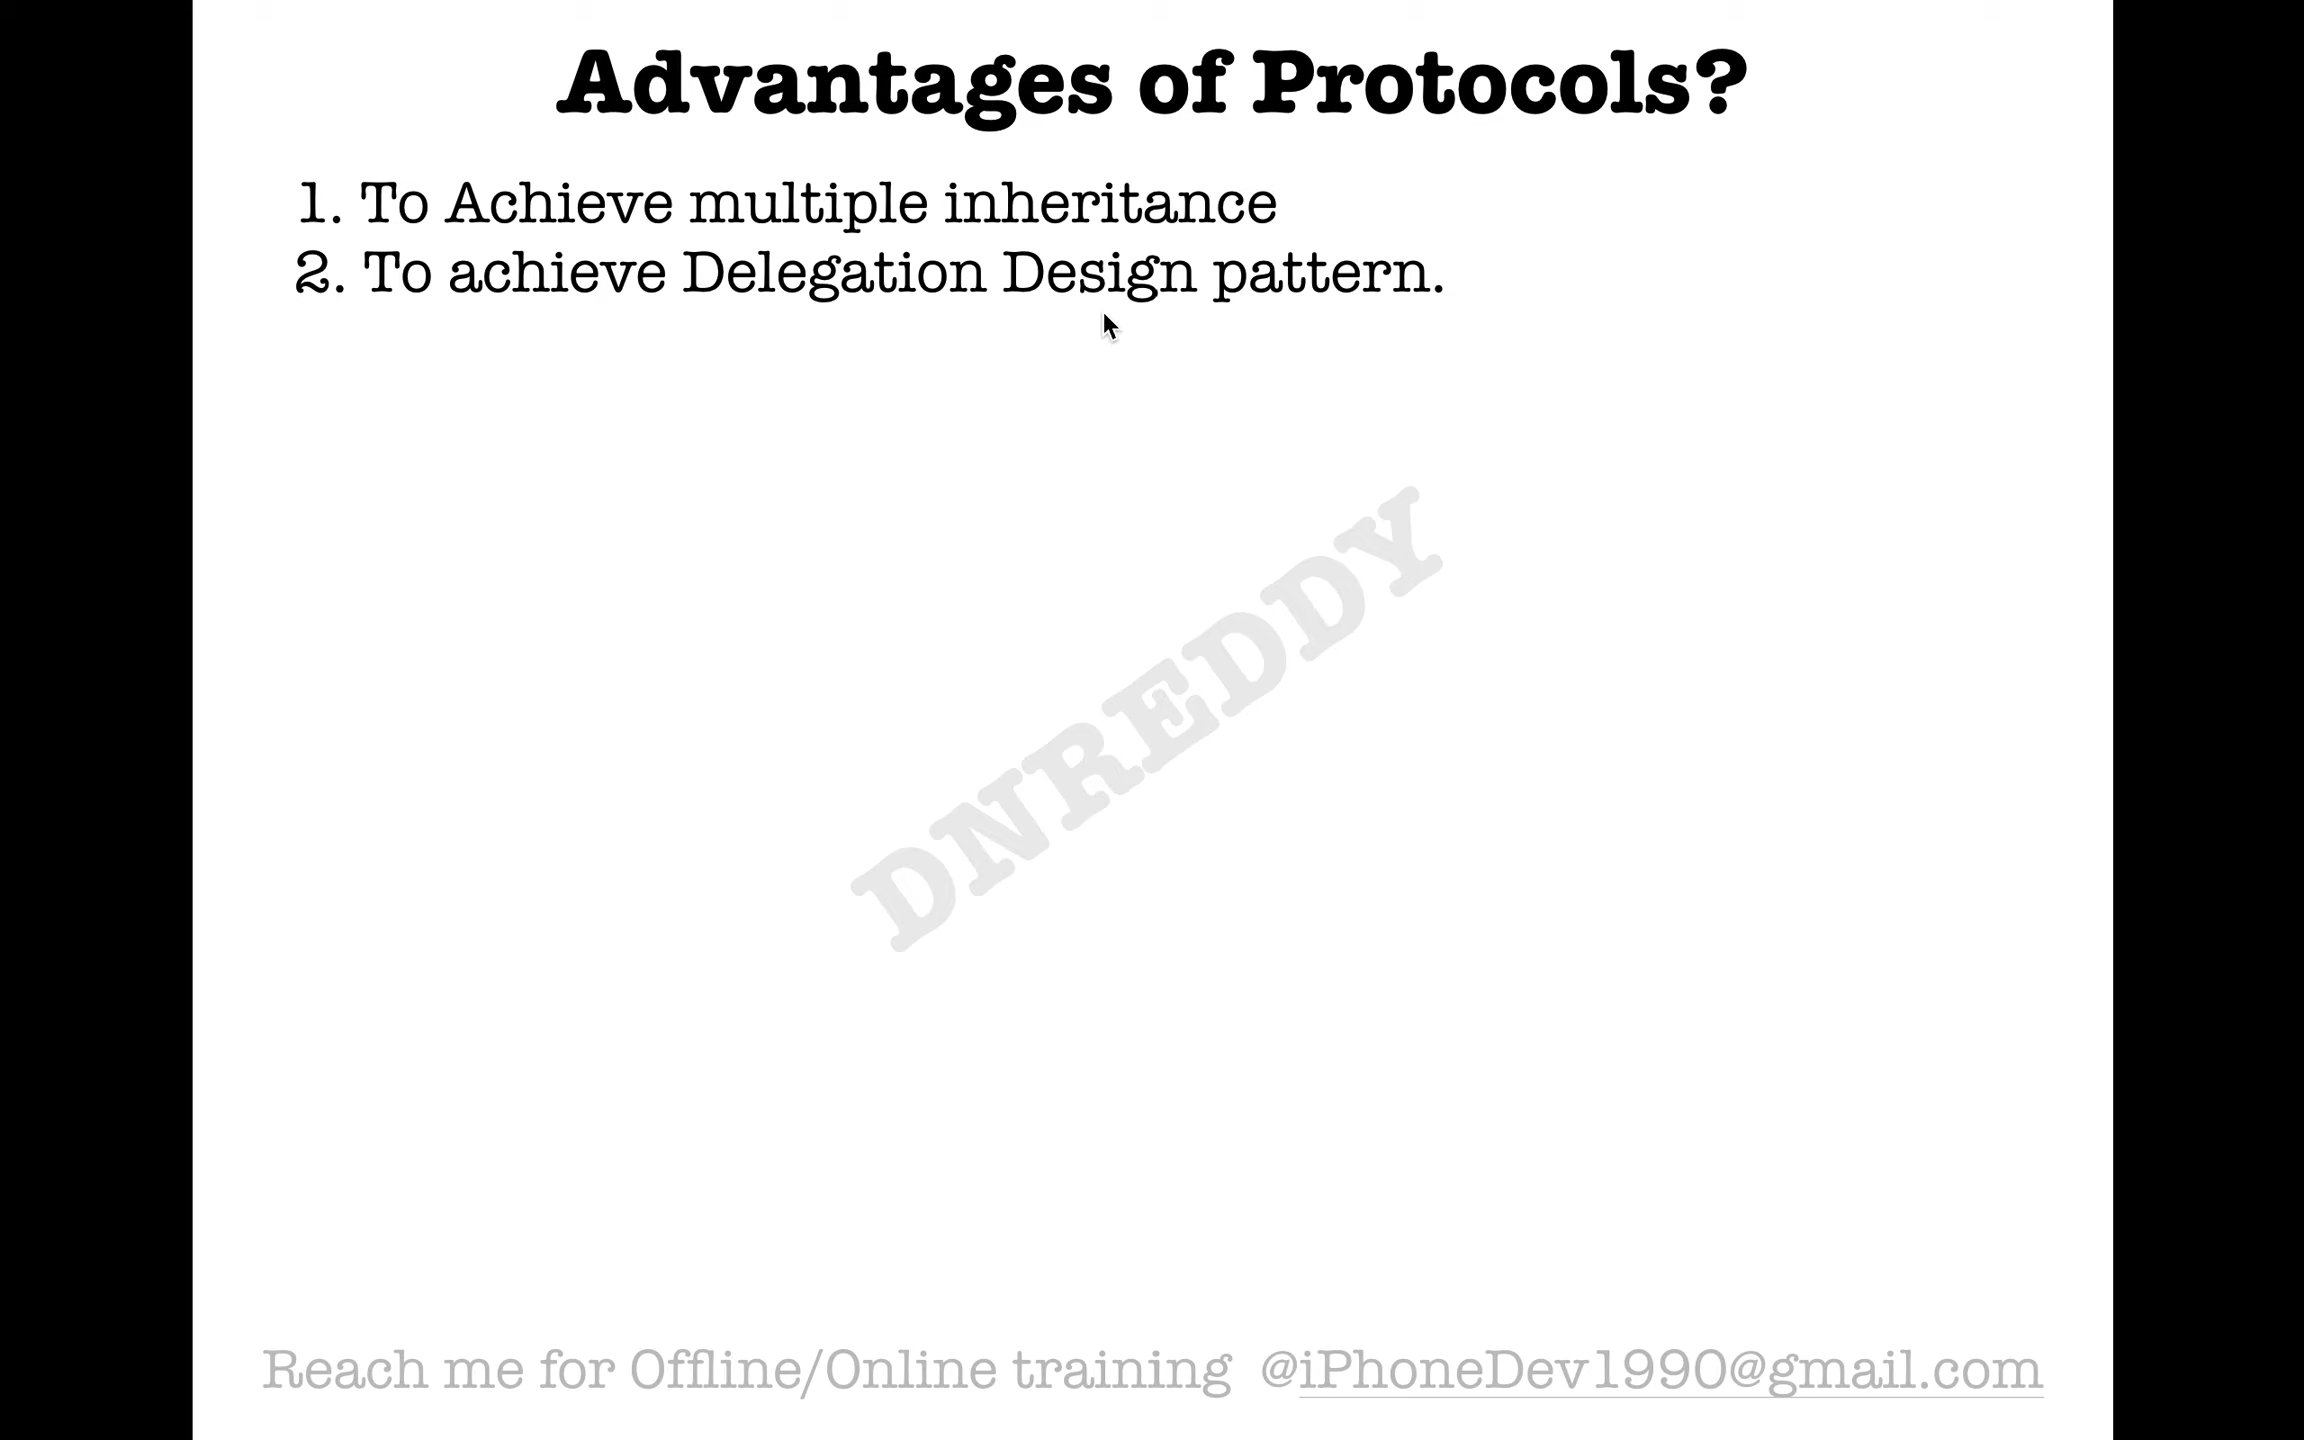 Advantages of Protocols?
1. To Achieve multiple inheritance
2. To achieve Delegation Design pattern.
DNREDDY
Reach me for Offline/Online training @iPhoneDev1990@gmail.com